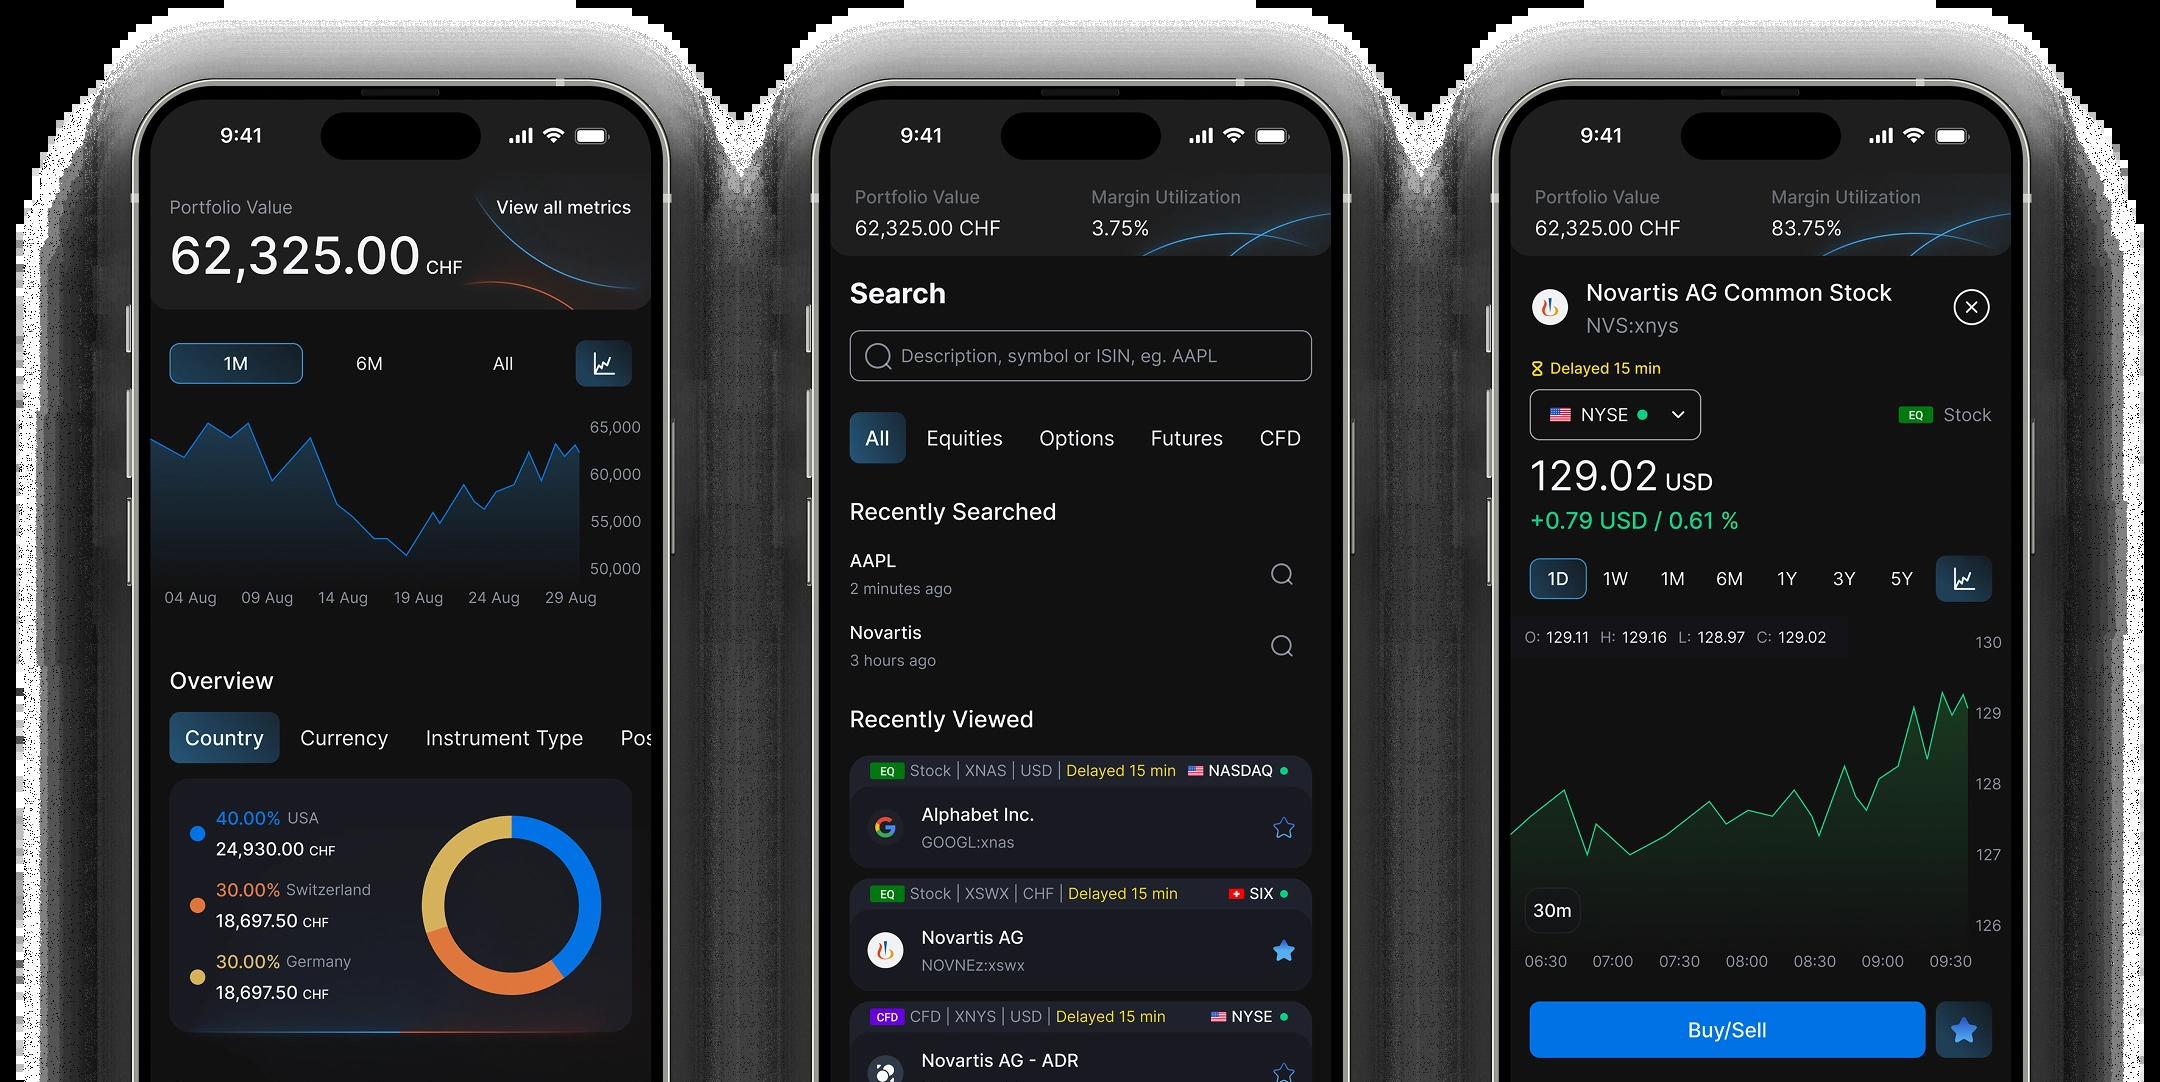 9:41
Portfolio Value
View all metrics
62,325.00 CHF
1M 6M All
65,000
60,000
55,000
50,000
04 Aug 09 Aug 14 Aug 19 Aug 24 Aug 29 Aug
Overview
Country Currency Instrument Type Pos
40.00% USA
24,930.00 CHF
30.00% Switzerland
18,697.50 CHF
30.00% Germany
18,697.50 CHF
9:41
Portfolio Value Margin Utilization
62,325.00 CHF 3.75%
Search
Description, symbol or ISIN, eg. AAPL
All Equities Options Futures CFD
Recently Searched
AAPL
2 minutes ago
Novartis
3 hours ago
Recently Viewed
EQ Stock | XNAS | USD | Delayed 15 min NASDAQ
Alphabet Inc.
GOOGL:xnas
EQ Stock | XSWX | CHF | Delayed 15 min SIX
Novartis AG
NOVNEz:xswx
CFD CFD | XNYS | USD | Delayed 15 min NYSE
Novartis AG - ADR
9:41
Portfolio Value Margin Utilization
62,325.00 CHF 83.75%
Novartis AG Common Stock
NVS:xnys
Delayed 15 min
NYSE EQ Stock
129.02 USD
+0.79 USD / 0.61 %
1D 1W 1M 6M 1Y 3Y 5Y
O: 129.11 H: 129.16 L: 128.97 C: 129.02
130
129
128
127
126
30m
06:30 07:00 07:30 08:00 08:30 09:00 09:30
Buy/Sell